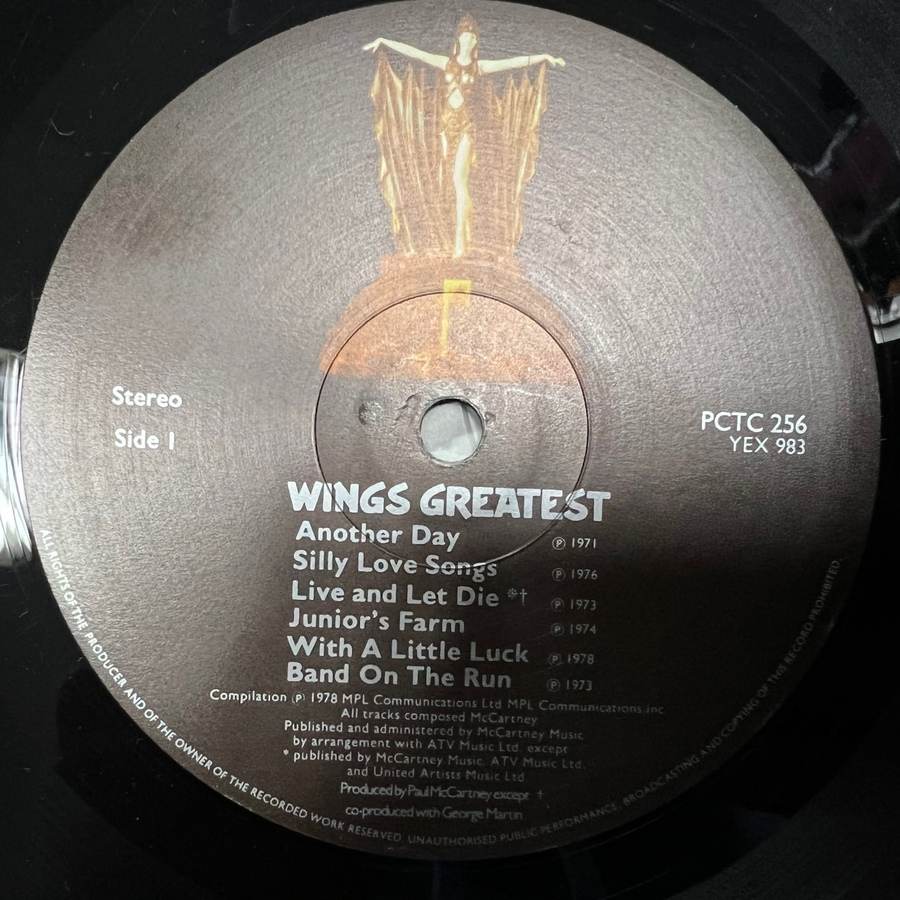 Stereo
Side 1
PCTC 256
YEX 983
WINGS GREATEST
Another Day ℗ 1971
Silly Love Songs ℗ 1976
Live and Let Die *† ℗ 1973
Junior's Farm ℗ 1974
With A Little Luck ℗ 1978
Band On The Run ℗ 1973
Compilation ℗ 1978 MPL Communications Ltd MPL Communications.inc
All tracks composed McCartney
Published and administered by McCartney Music
by arrangement with ATV Music Ltd. except
* published by McCartney Music. ATV Music Ltd.
and United Artists Music Ltd.
Produced by Paul McCartney except †
co-produced with George Martin
ALL RIGHTS OF THE PRODUCER AND OF THE OWNER OF THE RECORDED WORK RESERVED. UNAUTHORISED PUBLIC PERFORMANCE, BROADCASTING AND COPYING OF THIS RECORD PROHIBITED.